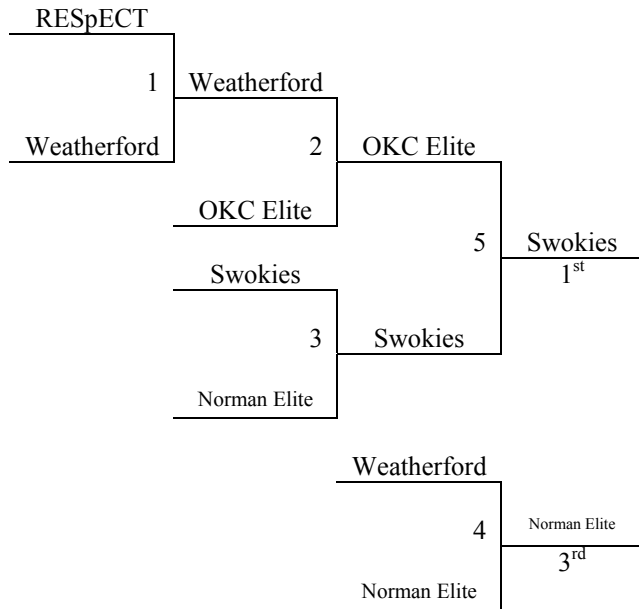 RESpECT
1 Weatherford
Weatherford 2 OKC Elite
OKC Elite
5 Swokies
Swokies 1st
3 Swokies
Norman Elite
Weatherford
4 Norman Elite
3rd
Norman Elite